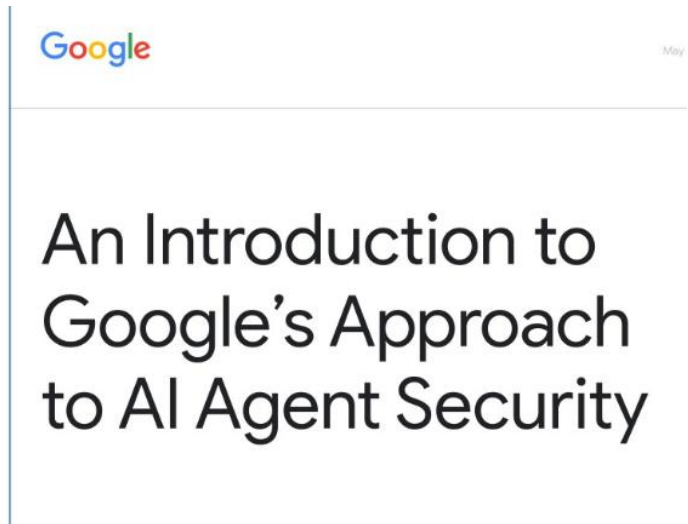 Google
May
An Introduction to
Google’s Approach
to AI Agent Security